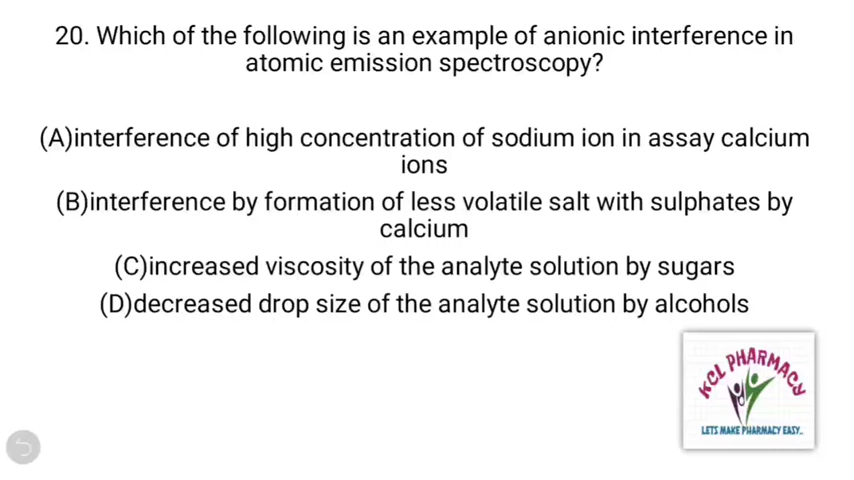 20. Which of the following is an example of anionic interference in
atomic emission spectroscopy?
(A)interference of high concentration of sodium ion in assay calcium
ions
(B)interference by formation of less volatile salt with sulphates by
calcium
(C)increased viscosity of the analyte solution by sugars
(D)decreased drop size of the analyte solution by alcohols
KCL PHARMACY
LETS MAKE PHARMACY EASY..